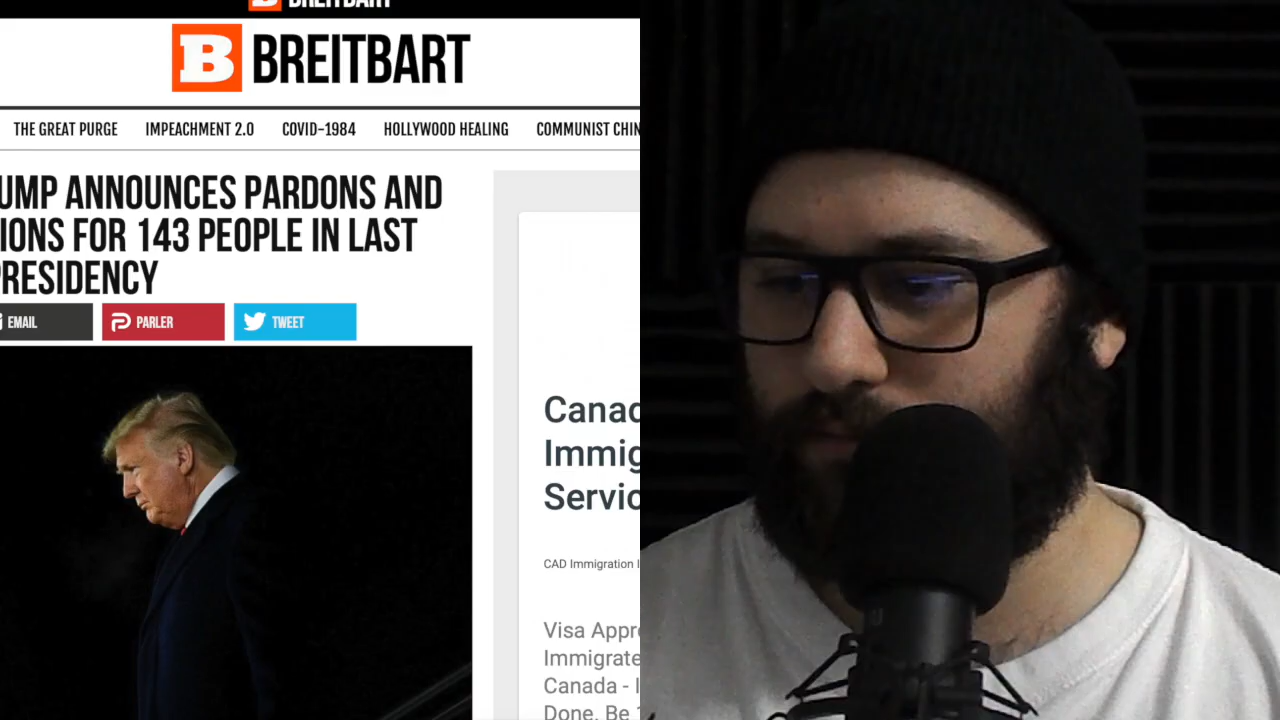 BREITBART
BREITBART
THE GREAT PURGE IMPEACHMENT 2.0 COVID-1984 HOLLYWOOD HEALING COMMUNIST CHIN
UMP ANNOUNCES PARDONS AND
IONS FOR 143 PEOPLE IN LAST
PRESIDENCY
EMAIL PARLER TWEET
Canad
Immig
Servic
CAD Immigration I
Visa Appr
Immigrate
Canada - I
Done. Be